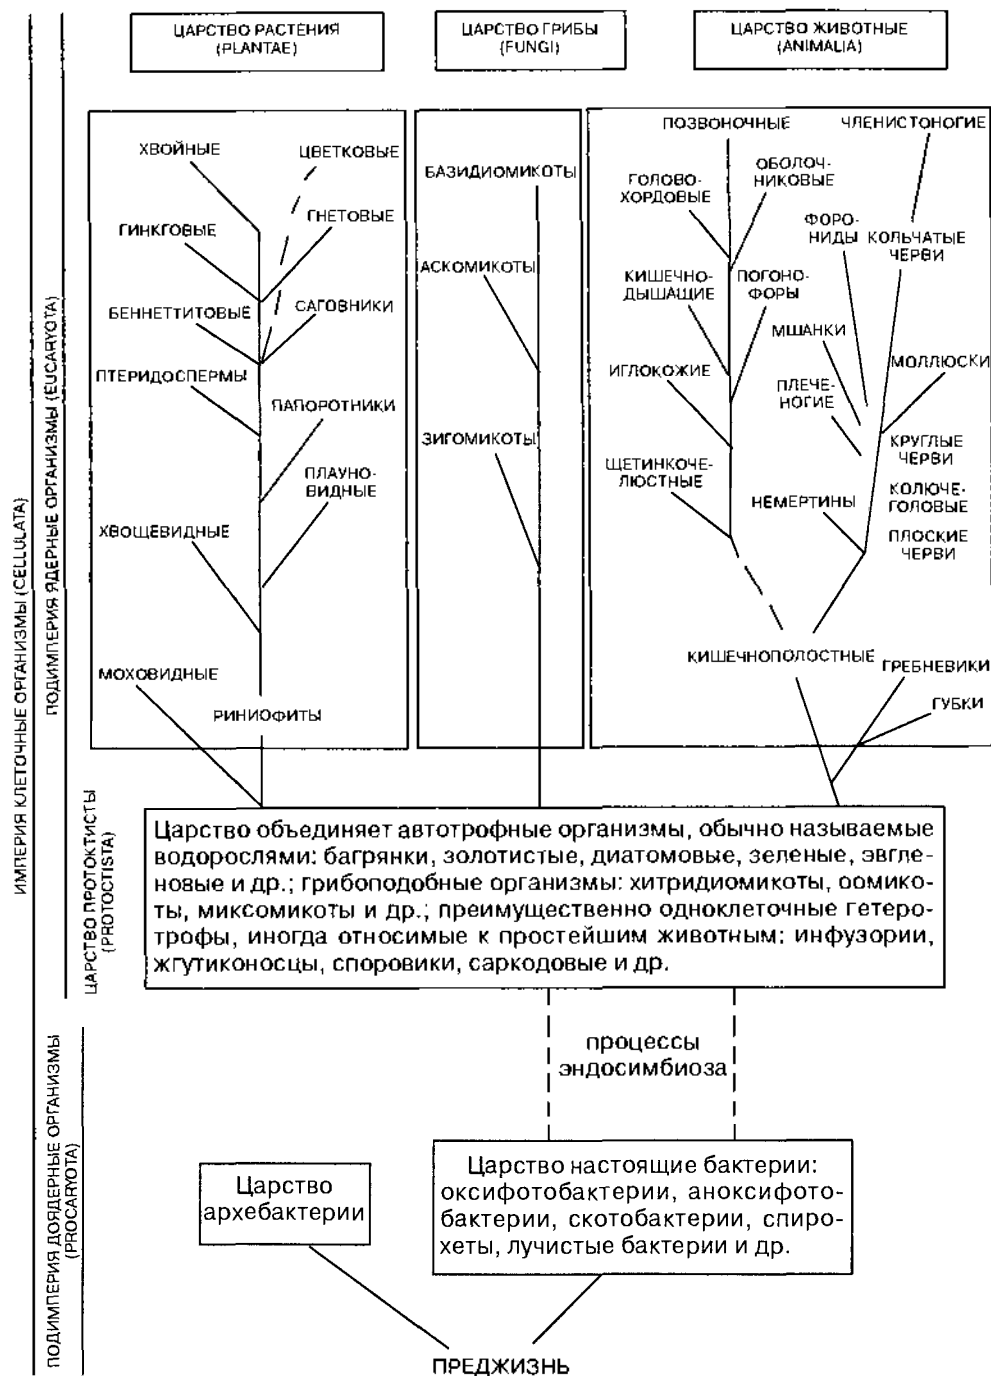 ЦАРСТВО РАСТЕНИЯ
(PLANTAE)
ЦАРСТВО ГРИБЫ
(FUNGI)
ЦАРСТВО ЖИВОТНЫЕ
(ANIMALIA)
ИМПЕРИЯ КЛЕТОЧНЫЕ ОРГАНИЗМЫ (CELLULATA)
ПОДИМПЕРИЯ ЯДЕРНЫЕ ОРГАНИЗМЫ (EUCARYOTA)
ХВОЙНЫЕ
ЦВЕТКОВЫЕ
ГИНКГОВЫЕ
ГНЕТОВЫЕ
БЕННЕТТИТОВЫЕ
САГОВНИКИ
ПТЕРИДОСПЕРМЫ
ПАПОРОТНИКИ
ПЛАУНО-
ВИДНЫЕ
ХВОЩЕВИДНЫЕ
МОХОВИДНЫЕ
РИНИОФИТЫ
БАЗИДИОМИКОТЫ
АСКОМИКОТЫ
ЗИГОМИКОТЫ
ПОЗВОНОЧНЫЕ
ЧЛЕНИСТОНОГИЕ
ГОЛОВО-
ХОРДОВЫЕ
ОБОЛОЧ-
НИКОВЫЕ
ФОРО-
НИДЫ
КОЛЬЧАТЫЕ
ЧЕРВИ
КИШЕЧНО-
ДЫШАЩИЕ
ПОГОНО-
ФОРЫ
МШАНКИ
ИГЛОКОЖИЕ
ПЛЕЧЕ-
НОГИЕ
МОЛЛЮСКИ
ЩЕТИНКОЧЕ-
ЛЮСТНЫЕ
НЕМЕРТИНЫ
КРУГЛЫЕ
ЧЕРВИ
КОЛЮЧЕ-
ГОЛОВЫЕ
ПЛОСКИЕ
ЧЕРВИ
КИШЕЧНОПОЛОСТНЫЕ
ГРЕБНЕВИКИ
ГУБКИ
ЦАРСТВО ПРОТОКТИСТЫ
(PROTOCTISTA)
Царство объединяет автотрофные организмы, обычно называемые
водорослями: багрянки, золотистые, диатомовые, зеленые, эвгле-
новые и др.; грибоподобные организмы: хитридиомикоты, оомико-
ты, миксомикоты и др.; преимущественно одноклеточные гетеро-
трофы, иногда относимые к простейшим животным: инфузории,
жгутиконосцы, споровики, саркодовые и др.
процессы
эндосимбиоза
ПОДИМПЕРИЯ ДОЯДЕРНЫЕ ОРГАНИЗМЫ
(PROCARYOTA)
Царство
архебактерии
Царство настоящие бактерии:
оксифотобактерии, аноксифото-
бактерии, скотобактерии, спиро-
хеты, лучистые бактерии и др.
ПРЕДЖИЗНЬ